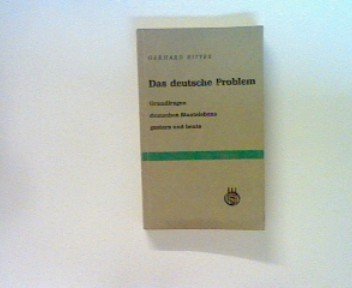 GERHARD RITTER
Das deutsche Problem
Grundfragen
deutschen Staatslebens
gestern und heute